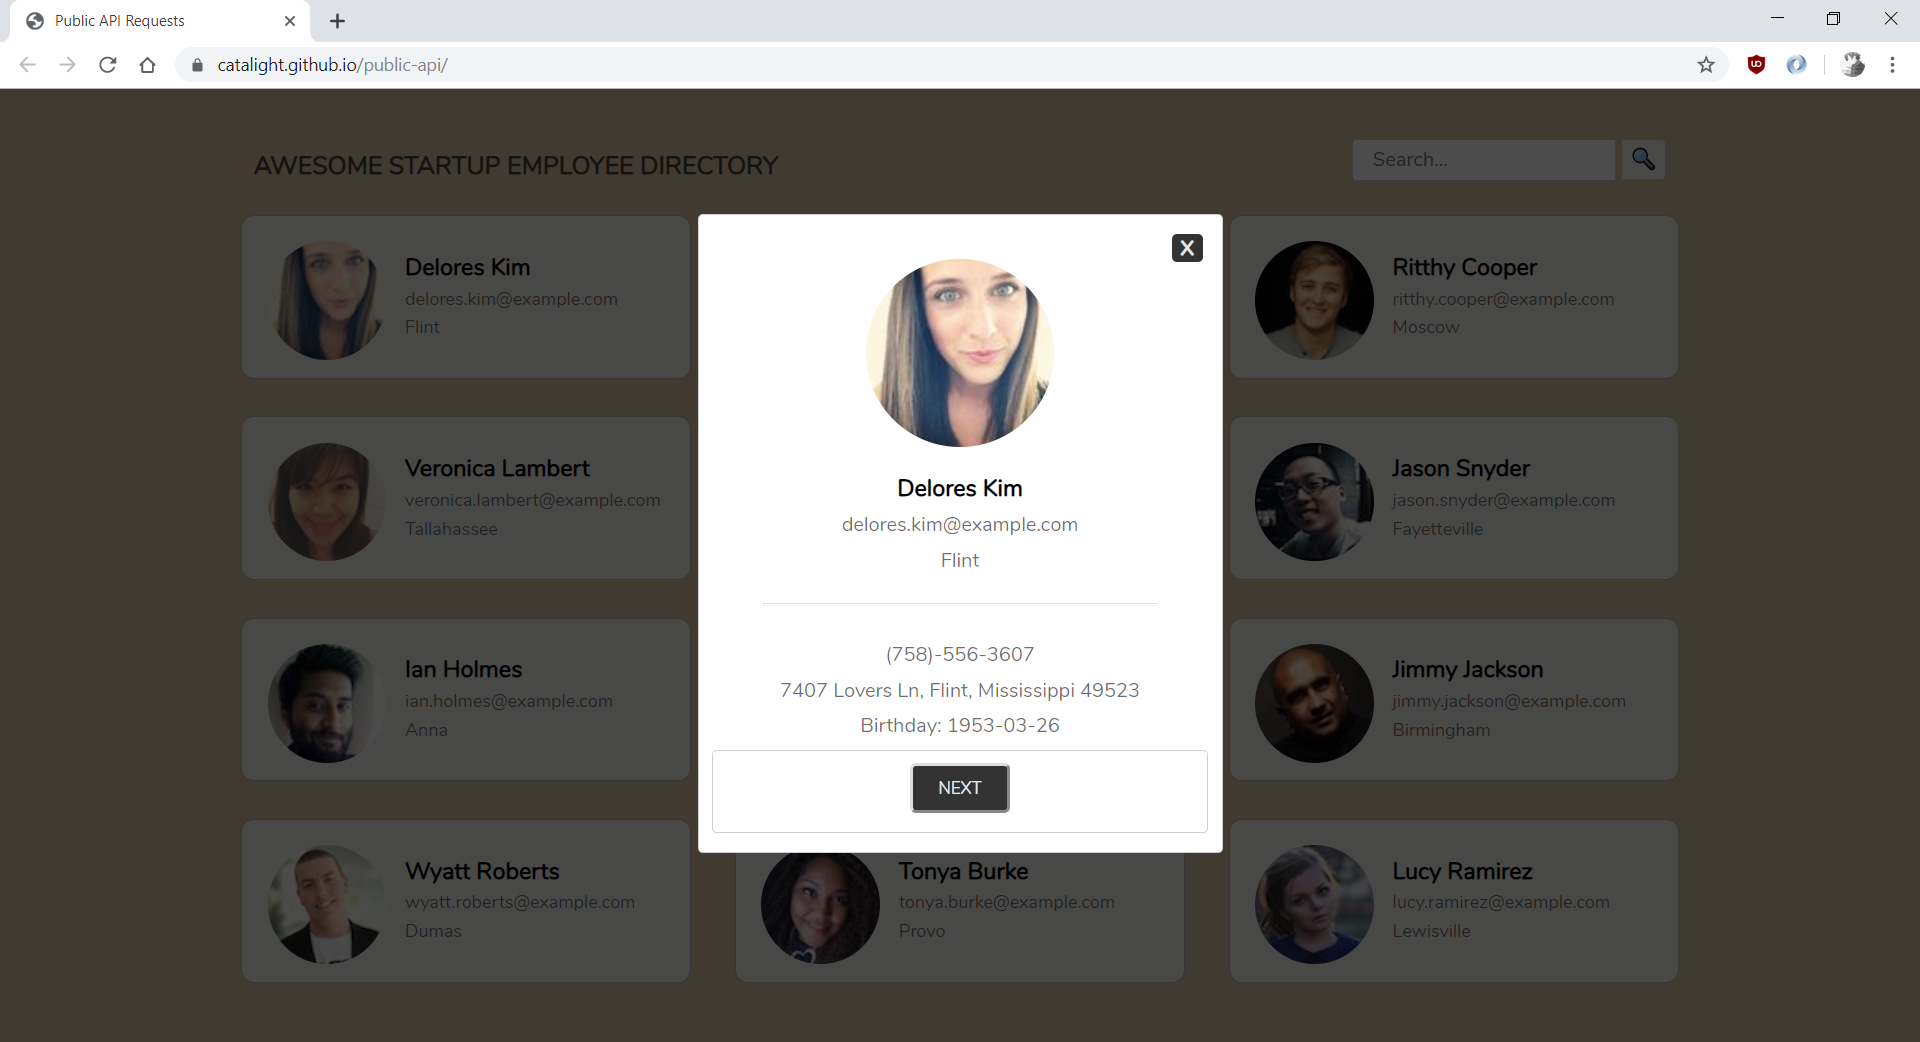 Public API Requests
catalight.github.io/public-api/
AWESOME STARTUP EMPLOYEE DIRECTORY
Search...
Delores Kim
delores.kim@example.com
Flint
Ritthy Cooper
ritthy.cooper@example.com
Moscow
Veronica Lambert
veronica.lambert@example.com
Tallahassee
Jason Snyder
jason.snyder@example.com
Fayetteville
Ian Holmes
ian.holmes@example.com
Anna
Jimmy Jackson
jimmy.jackson@example.com
Birmingham
Wyatt Roberts
wyatt.roberts@example.com
Dumas
Tonya Burke
tonya.burke@example.com
Provo
Lucy Ramirez
lucy.ramirez@example.com
Lewisville
X
Delores Kim
delores.kim@example.com
Flint
(758)-556-3607
7407 Lovers Ln, Flint, Mississippi 49523
Birthday: 1953-03-26
NEXT